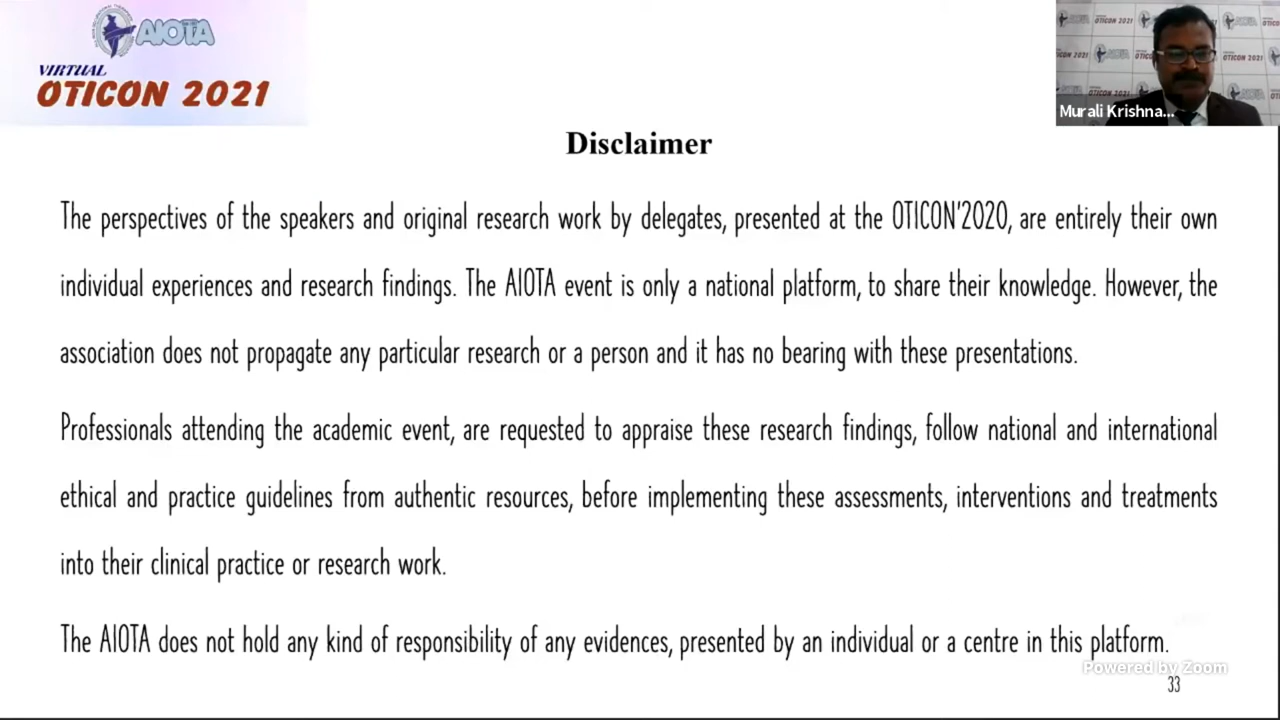 AIOTA
VIRTUAL
OTICON 2021
Murali Krishna...
Disclaimer
The perspectives of the speakers and original research work by delegates, presented at the OTICON'2020, are entirely their own
individual experiences and research findings. The AIOTA event is only a national platform, to share their knowledge. However, the
association does not propagate any particular research or a person and it has no bearing with these presentations.
Professionals attending the academic event, are requested to appraise these research findings, follow national and international
ethical and practice guidelines from authentic resources, before implementing these assessments, interventions and treatments
into their clinical practice or research work.
The AIOTA does not hold any kind of responsibility of any evidences, presented by an individual or a centre in this platform.
Powered by Zoom
33